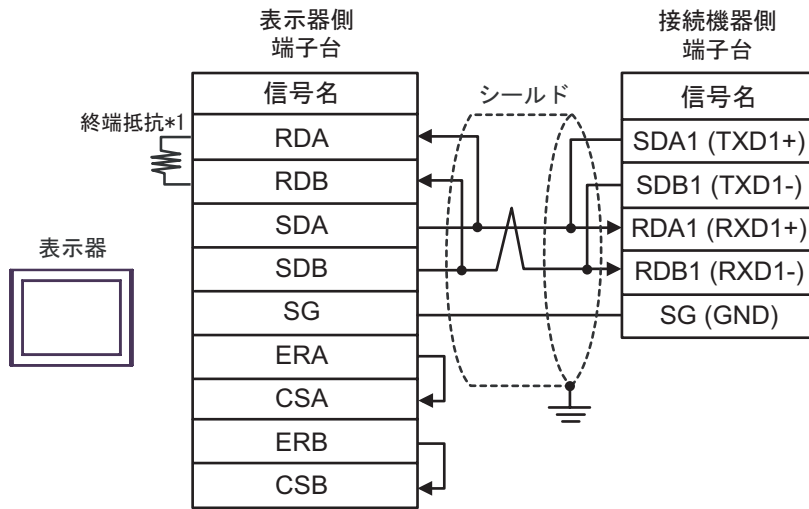 表示器側
端子台
接続機器側
端子台
信号名
シールド
信号名
終端抵抗*1
RDA
SDA1 (TXD1+)
RDB
SDB1 (TXD1-)
SDA
RDA1 (RXD1+)
表示器
SDB
RDB1 (RXD1-)
SG
SG (GND)
ERA
CSA
ERB
CSB